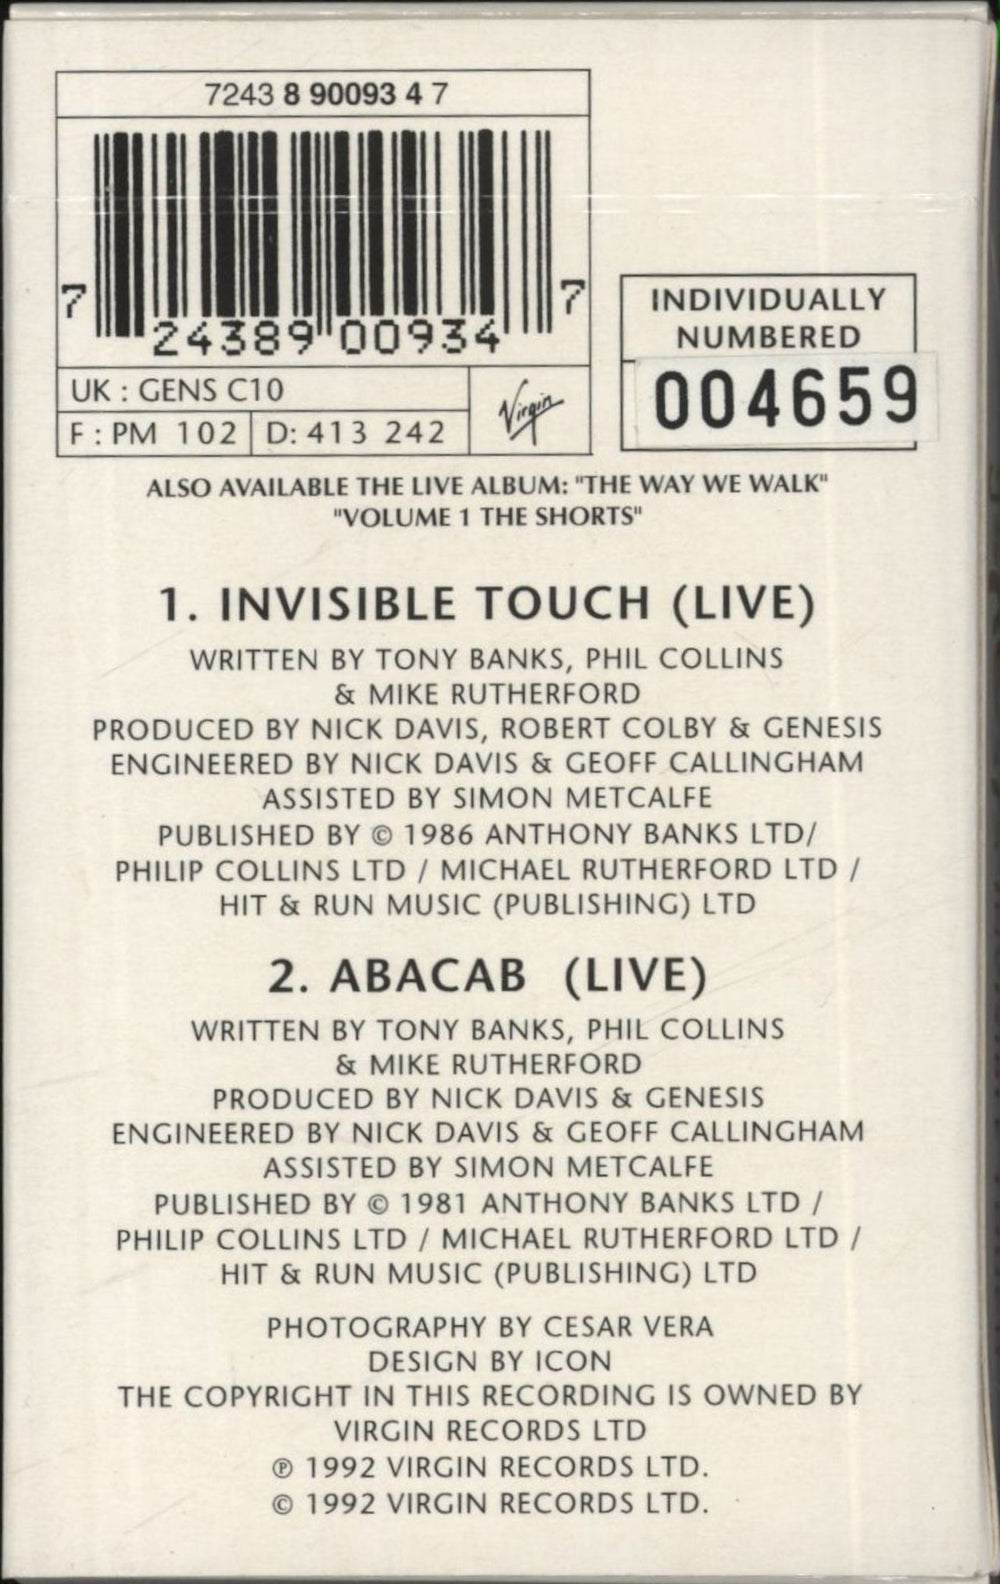 7243 8 90093 4 7
7 24389 00934 7
UK : GENS C10
F : PM 102 D: 413 242
Virgin
INDIVIDUALLY
NUMBERED
004659
ALSO AVAILABLE THE LIVE ALBUM: "THE WAY WE WALK"
"VOLUME 1 THE SHORTS"
1. INVISIBLE TOUCH (LIVE)
WRITTEN BY TONY BANKS, PHIL COLLINS
& MIKE RUTHERFORD
PRODUCED BY NICK DAVIS, ROBERT COLBY & GENESIS
ENGINEERED BY NICK DAVIS & GEOFF CALLINGHAM
ASSISTED BY SIMON METCALFE
PUBLISHED BY © 1986 ANTHONY BANKS LTD/
PHILIP COLLINS LTD / MICHAEL RUTHERFORD LTD /
HIT & RUN MUSIC (PUBLISHING) LTD
2. ABACAB (LIVE)
WRITTEN BY TONY BANKS, PHIL COLLINS
& MIKE RUTHERFORD
PRODUCED BY NICK DAVIS & GENESIS
ENGINEERED BY NICK DAVIS & GEOFF CALLINGHAM
ASSISTED BY SIMON METCALFE
PUBLISHED BY © 1981 ANTHONY BANKS LTD /
PHILIP COLLINS LTD / MICHAEL RUTHERFORD LTD /
HIT & RUN MUSIC (PUBLISHING) LTD
PHOTOGRAPHY BY CESAR VERA
DESIGN BY ICON
THE COPYRIGHT IN THIS RECORDING IS OWNED BY
VIRGIN RECORDS LTD
℗ 1992 VIRGIN RECORDS LTD.
© 1992 VIRGIN RECORDS LTD.